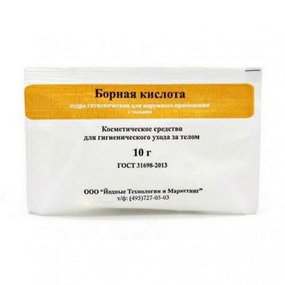 Борная кислота
пудра гигиеническая для наружного применения
с тальком
Косметическое средство
для гигиенического ухода за телом
10 г
ГОСТ 31698-2013
ООО "Йодные Технологии и Маркетинг"
т/ф: (495)727-05-03